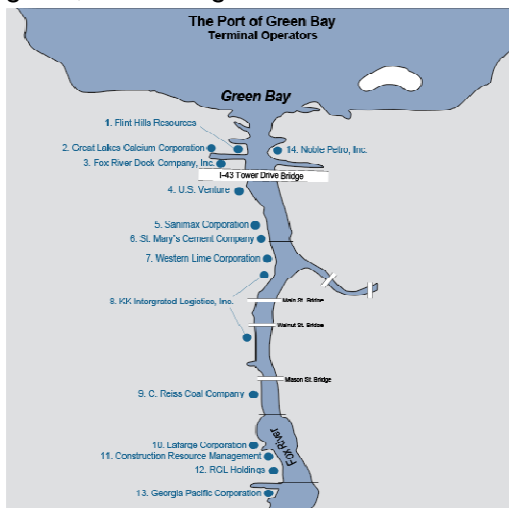 The Port of Green Bay
Terminal Operators
Green Bay
1. Flint Hills Resources
2. Great Lakes Calcium Corporation
14. Noble Petro, Inc.
3. Fox River Dock Company, Inc.
I-43 Tower Drive Bridge
4. U.S. Venture
5. Sanimax Corporation
6. St. Mary's Cement Company
7. Western Lime Corporation
8. KK Intergrated Logistics, Inc.
Main St. Bridge
Walnut St. Bridge
Mason St. Bridge
9. C. Reiss Coal Company
Fox River
10. Lafarge Corporation
11. Construction Resource Management
12. RGL Holdings
13. Georgia Pacific Corporation